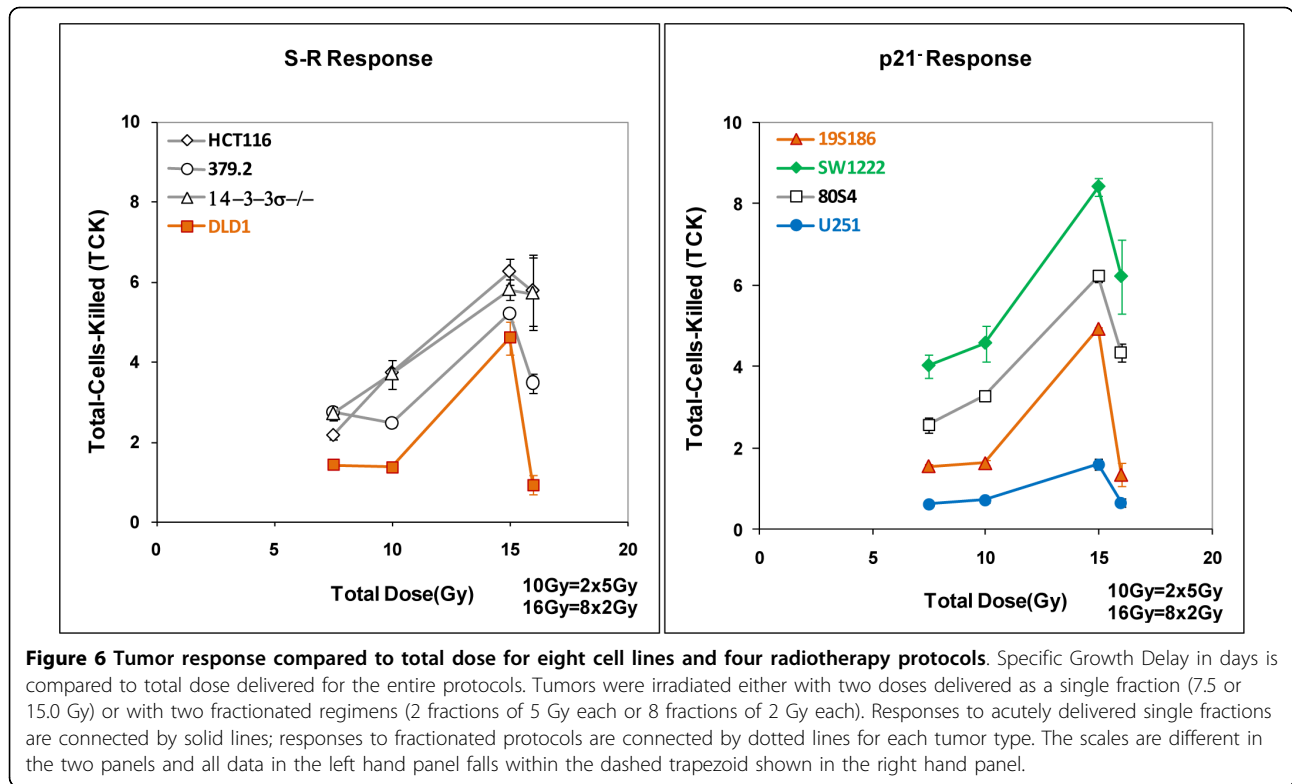 S-R Response
10
8
6
4
2
0
Total-Cells-Killed (TCK)
HCT116
379.2
14–3–3σ–/–
DLD1
0
5
10
15
20
Total Dose(Gy)
10Gy=2x5Gy
16Gy=8x2Gy
p21⁻ Response
10
8
6
4
2
0
Total-Cells-Killed (TCK)
19S186
SW1222
80S4
U251
0
5
10
15
20
Total Dose(Gy)
10Gy=2x5Gy
16Gy=8x2Gy
Figure 6 Tumor response compared to total dose for eight cell lines and four radiotherapy protocols. Specific Growth Delay in days is
compared to total dose delivered for the entire protocols. Tumors were irradiated either with two doses delivered as a single fraction (7.5 or
15.0 Gy) or with two fractionated regimens (2 fractions of 5 Gy each or 8 fractions of 2 Gy each). Responses to acutely delivered single fractions
are connected by solid lines; responses to fractionated protocols are connected by dotted lines for each tumor type. The scales are different in
the two panels and all data in the left hand panel falls within the dashed trapezoid shown in the right hand panel.